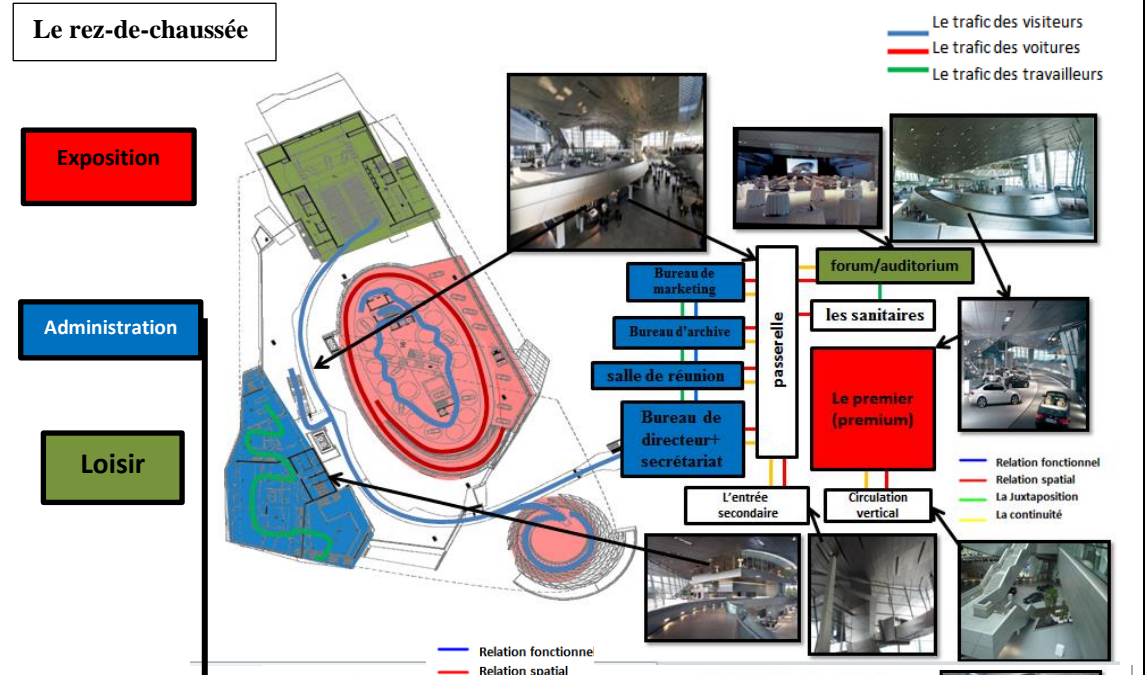 Le rez-de-chaussée
Le trafic des visiteurs
Le trafic des voitures
Le trafic des travailleurs
Exposition
Administration
Loisir
Bureau de
marketing
Bureau d'archive
salle de réunion
Bureau de
directeur+
secrétariat
passerelle
forum/auditorium
les sanitaires
Le premier
(premium)
L'entrée
secondaire
Circulation
vertical
Relation fonctionnel
Relation spatial
La Juxtaposition
La continuité
Relation fonctionne
Relation spatial